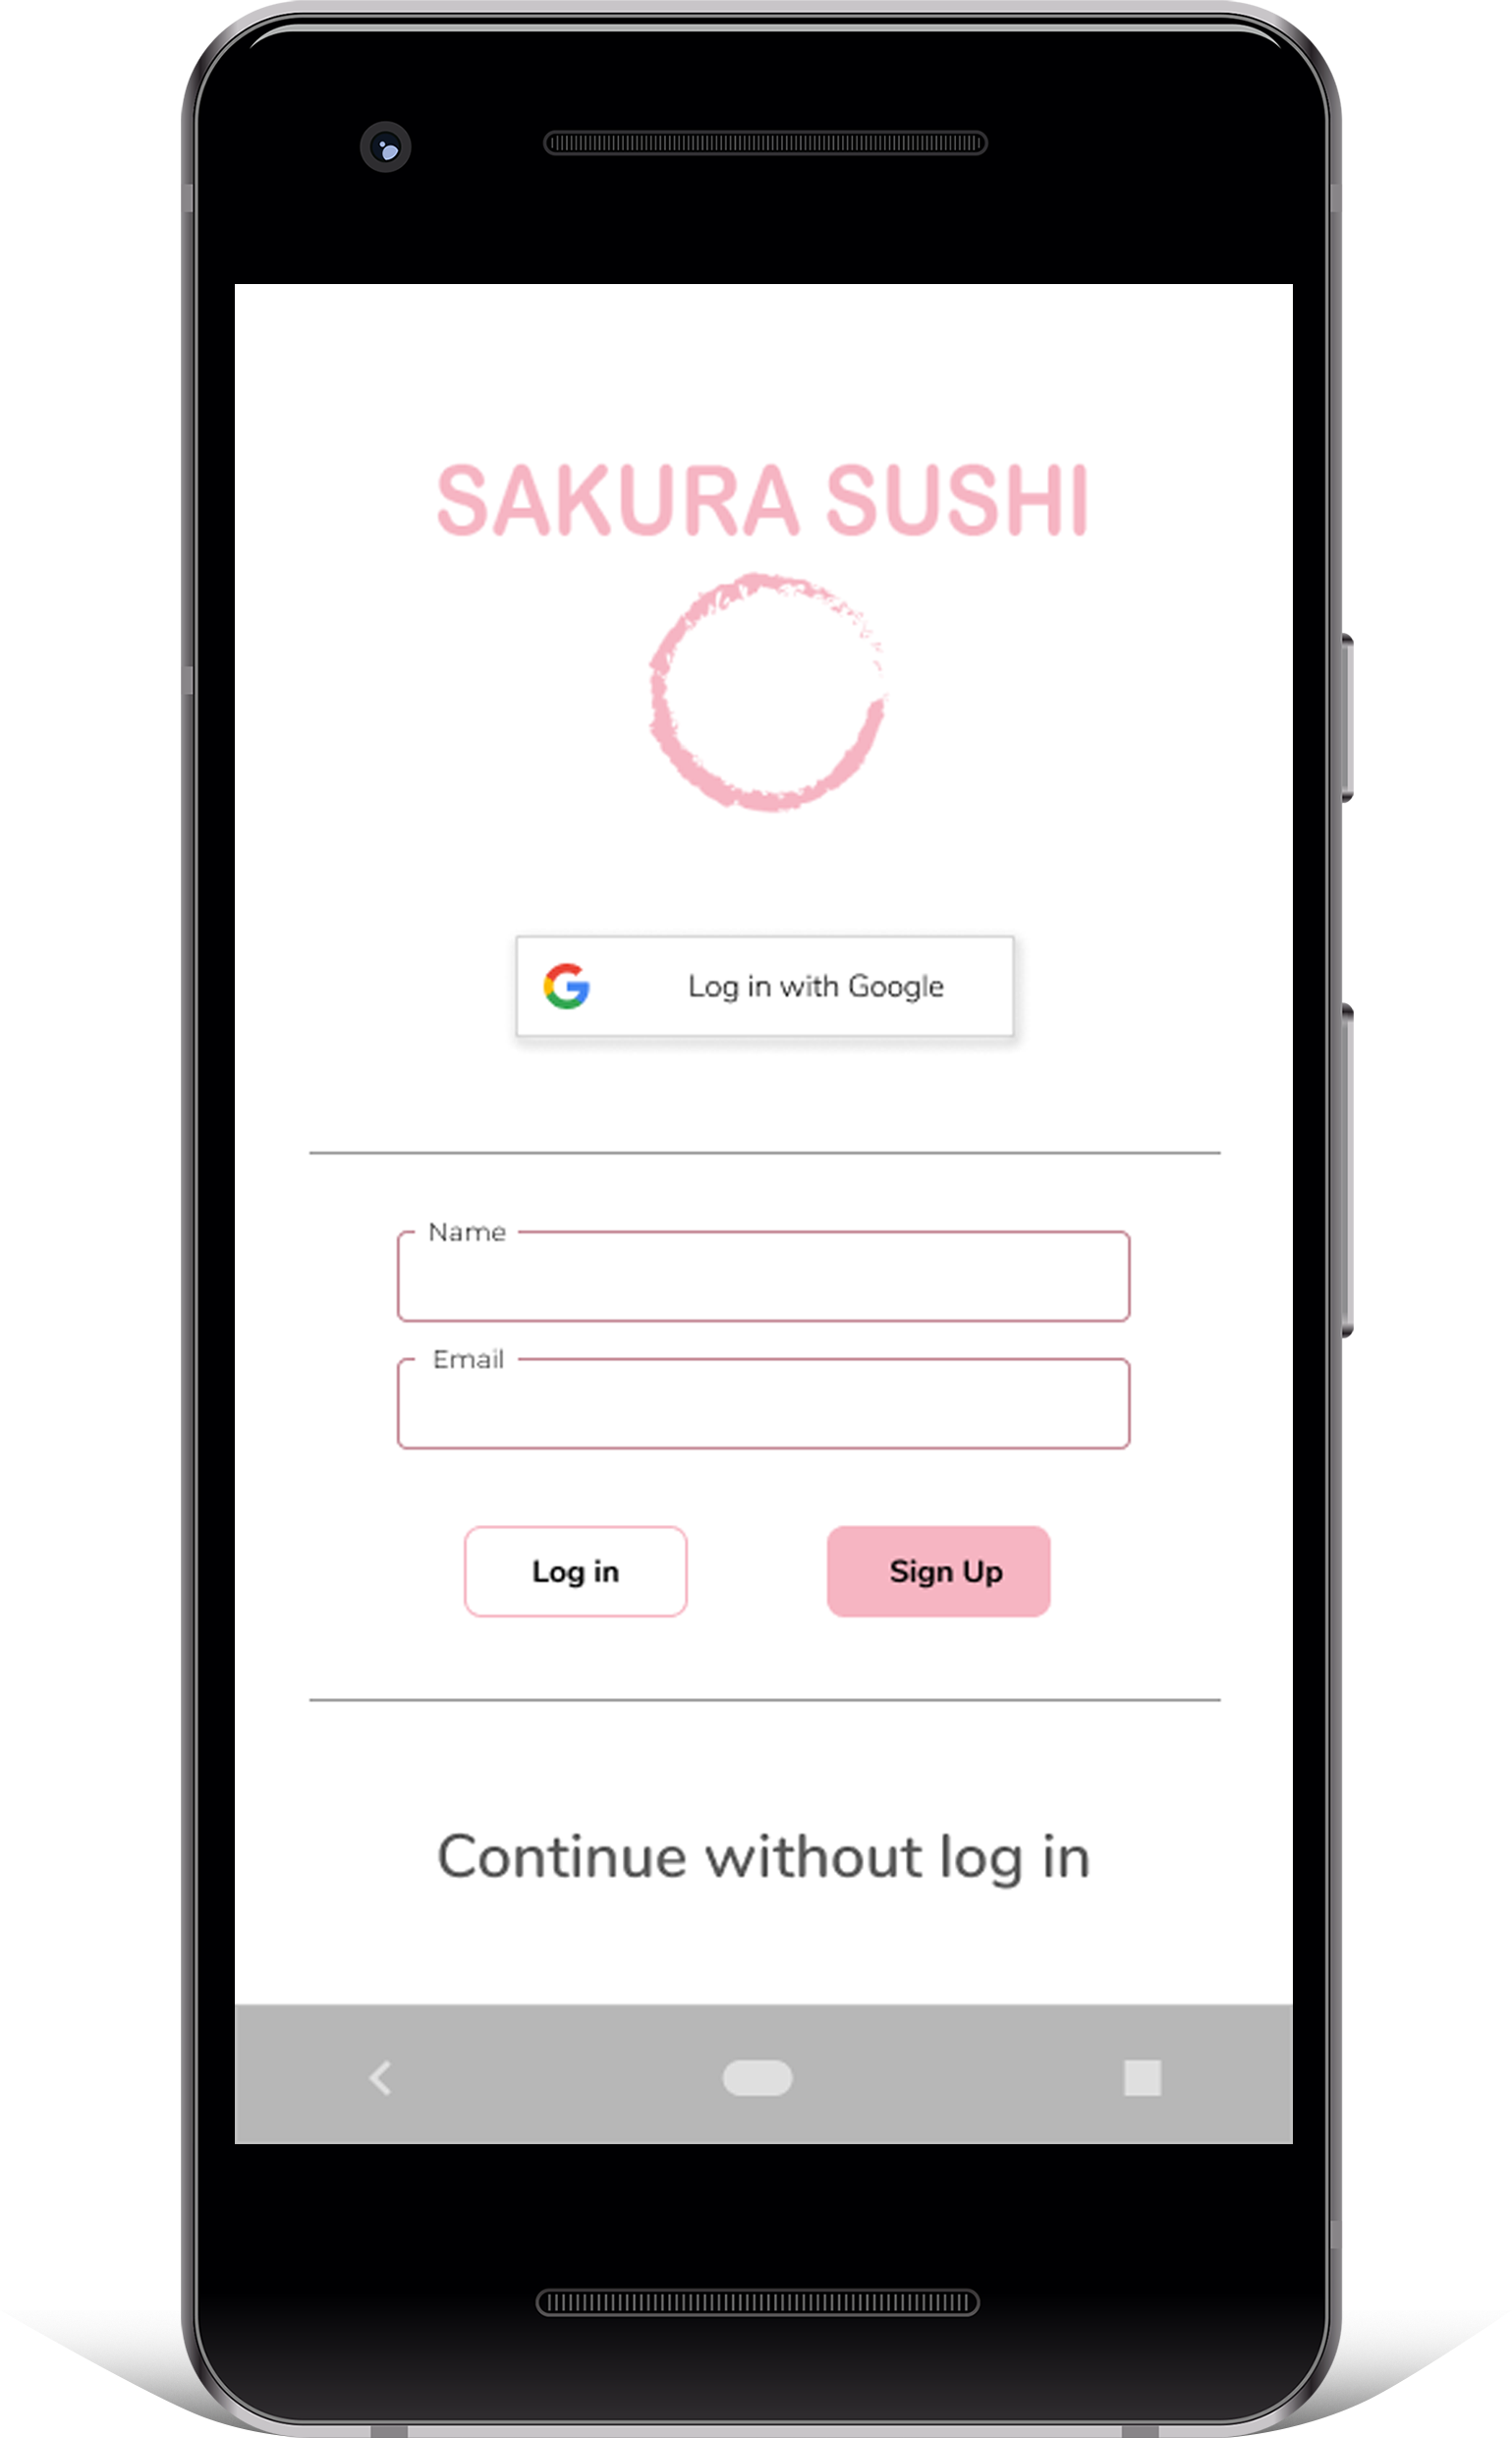 SAKURA SUSHI
Log in with Google
Name
Email
Log in
Sign Up
Continue without log in